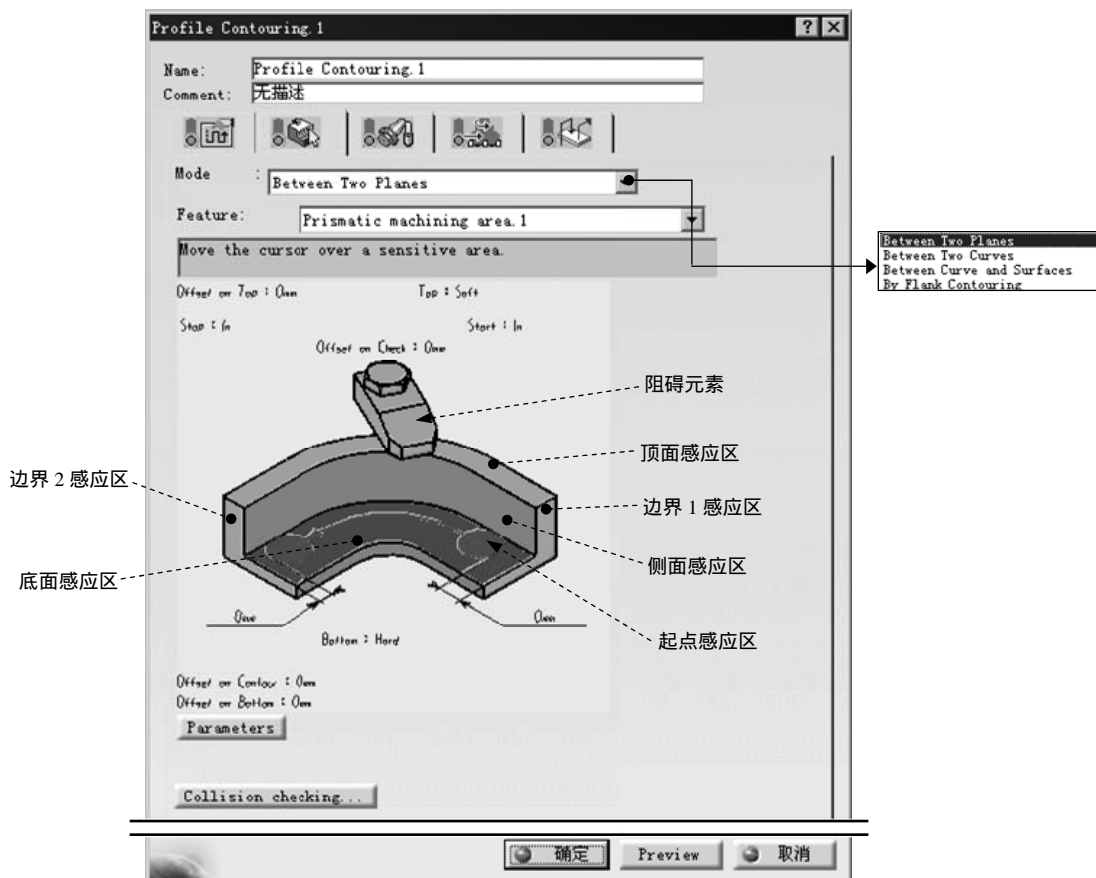 Profile Contouring.1
Name: Profile Contouring.1
Comment: 无描述
Mode : Between Two Planes
Feature: Prismatic machining area.1
Move the cursor over a sensitive area.
Between Two Planes
Between Two Curves
Between Curve and Surfaces
By Flank Contouring
Offset on Top : 0mm Top : Soft
Stop : In Start : In
Offset on Check : 0mm
阻碍元素
顶面感应区
边界 2 感应区
边界 1 感应区
侧面感应区
底面感应区
起点感应区
0mm 0mm
Bottom : Hard
Offset on Contour : 0mm
Offset on Bottom : 0mm
Parameters
Collision checking...
确定 Preview 取消